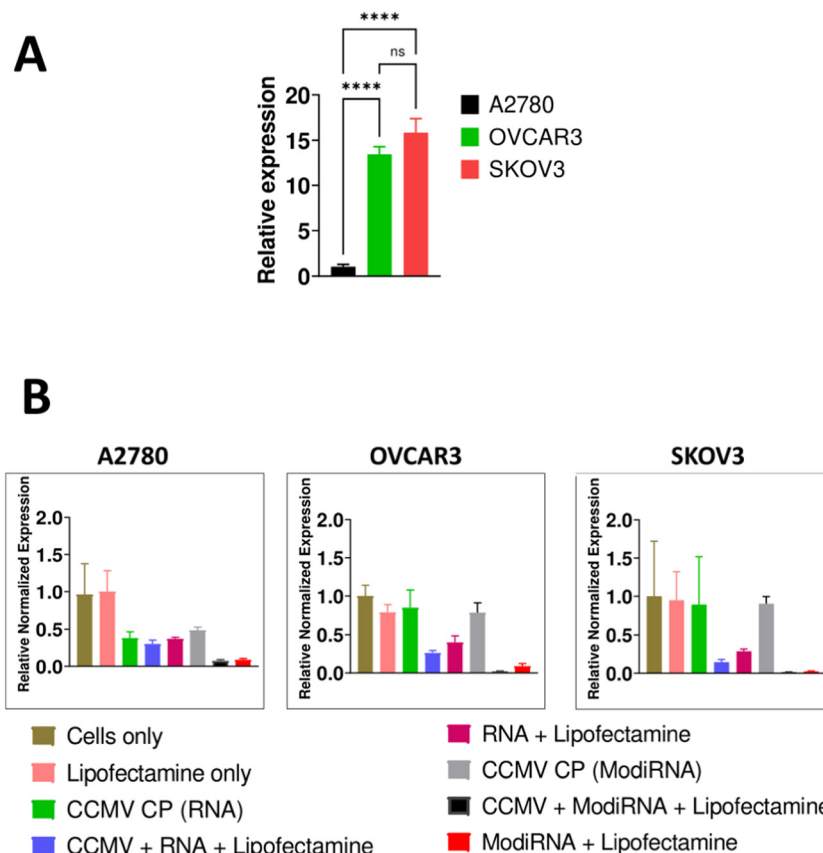 A
****
ns
****
Relative expression
20
15
10
5
0
A2780
OVCAR3
SKOV3
B
A2780
OVCAR3
SKOV3
Relative Normalized Expression
2.0
1.5
1.0
0.5
0.0
Relative Normalized Expression
2.0
1.5
1.0
0.5
0.0
Relative Normalized Expression
2.0
1.5
1.0
0.5
0.0
Cells only
Lipofectamine only
CCMV CP (RNA)
CCMV + RNA + Lipofectamine
RNA + Lipofectamine
CCMV CP (ModiRNA)
CCMV + ModiRNA + Lipofectamine
ModiRNA + Lipofectamine